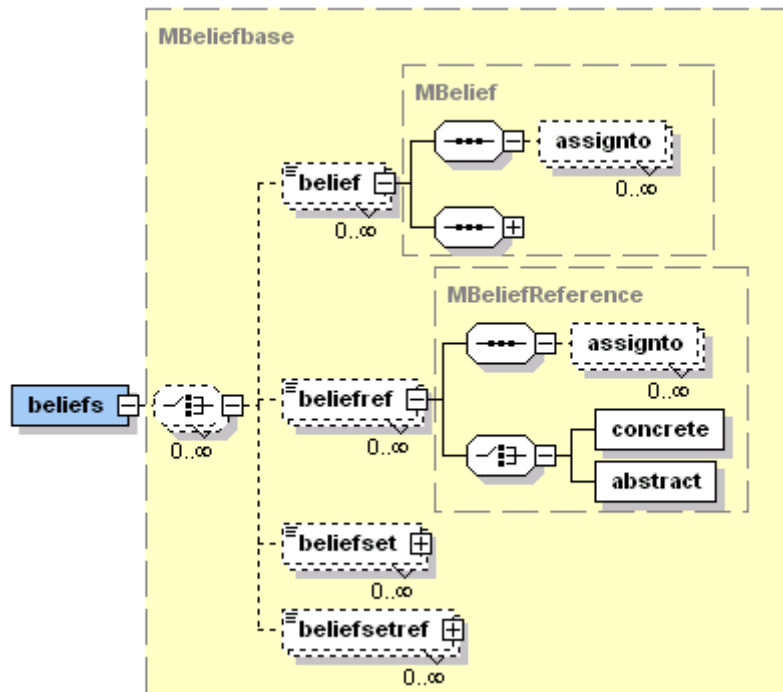 MBeliefbase
MBelief
assignto
0..∞
belief
0..∞
MBeliefReference
assignto
0..∞
beliefref
0..∞
concrete
abstract
beliefs
0..∞
beliefset
0..∞
beliefsetref
0..∞